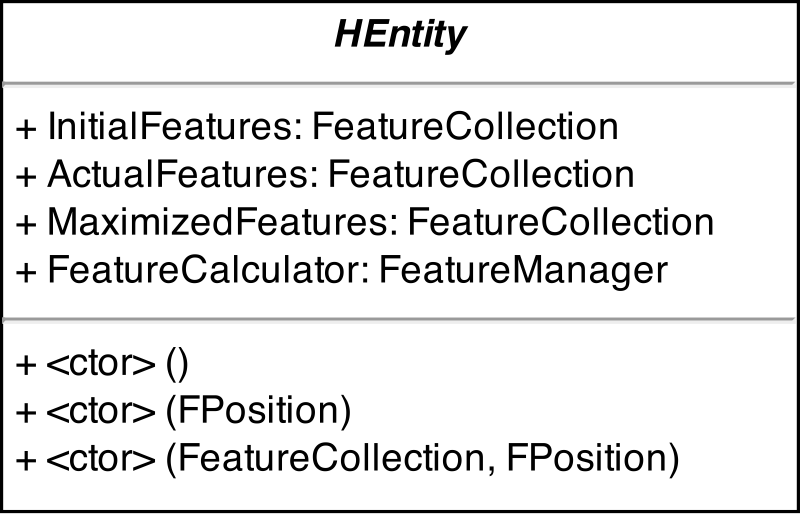 HEntity
+ InitialFeatures: FeatureCollection
+ ActualFeatures: FeatureCollection
+ MaximizedFeatures: FeatureCollection
+ FeatureCalculator: FeatureManager
+ <ctor> ()
+ <ctor> (FPosition)
+ <ctor> (FeatureCollection, FPosition)